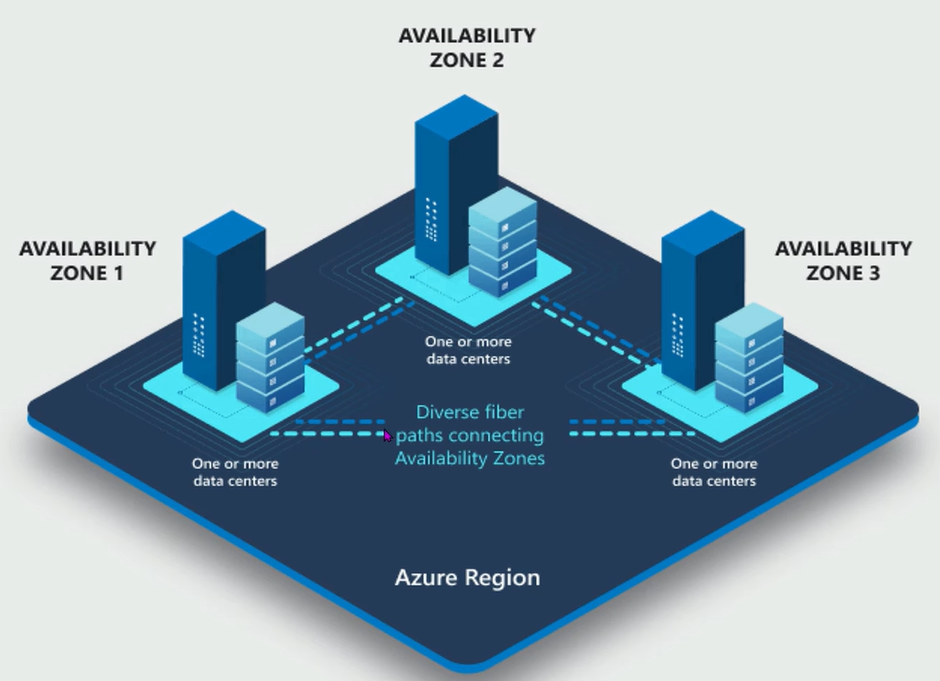 AVAILABILITY
ZONE 2
AVAILABILITY
ZONE 1
AVAILABILITY
ZONE 3
One or more
data centers
Diverse fiber
paths connecting
Availability Zones
One or more
data centers
One or more
data centers
Azure Region